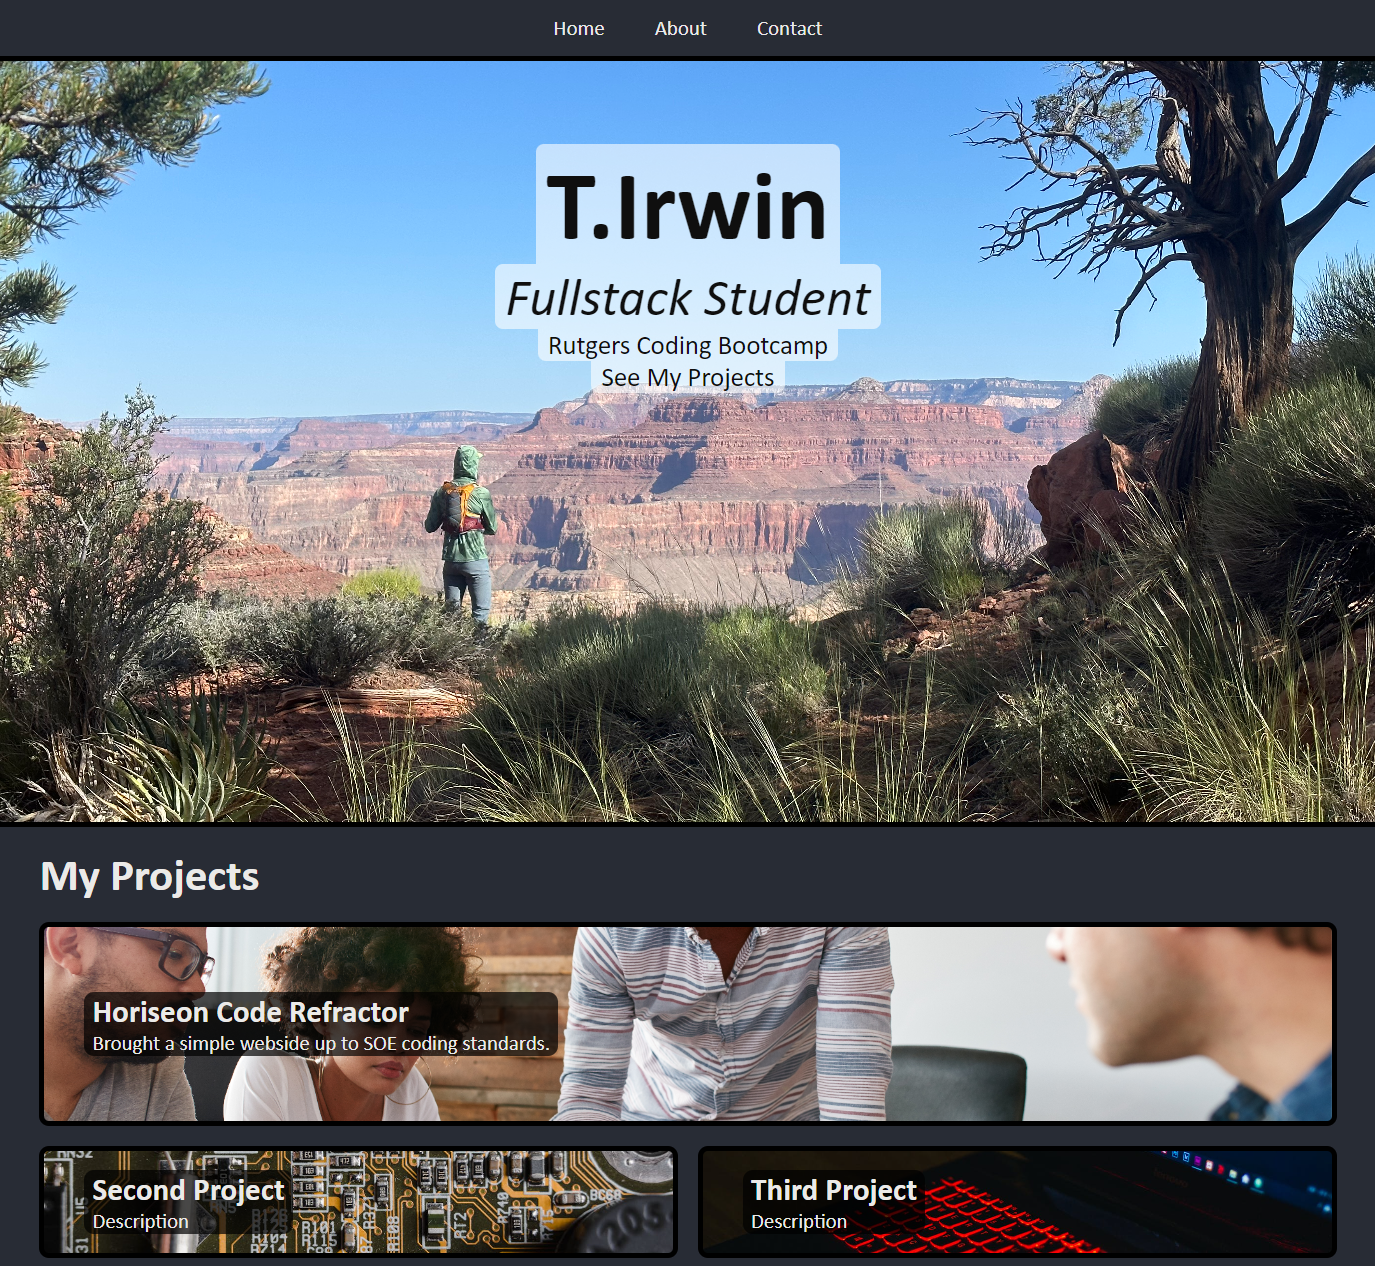 Home About Contact
T.Irwin
Fullstack Student
Rutgers Coding Bootcamp
See My Projects
My Projects
Horiseon Code Refractor
Brought a simple webside up to SOE coding standards.
Second Project
Description
Third Project
Description